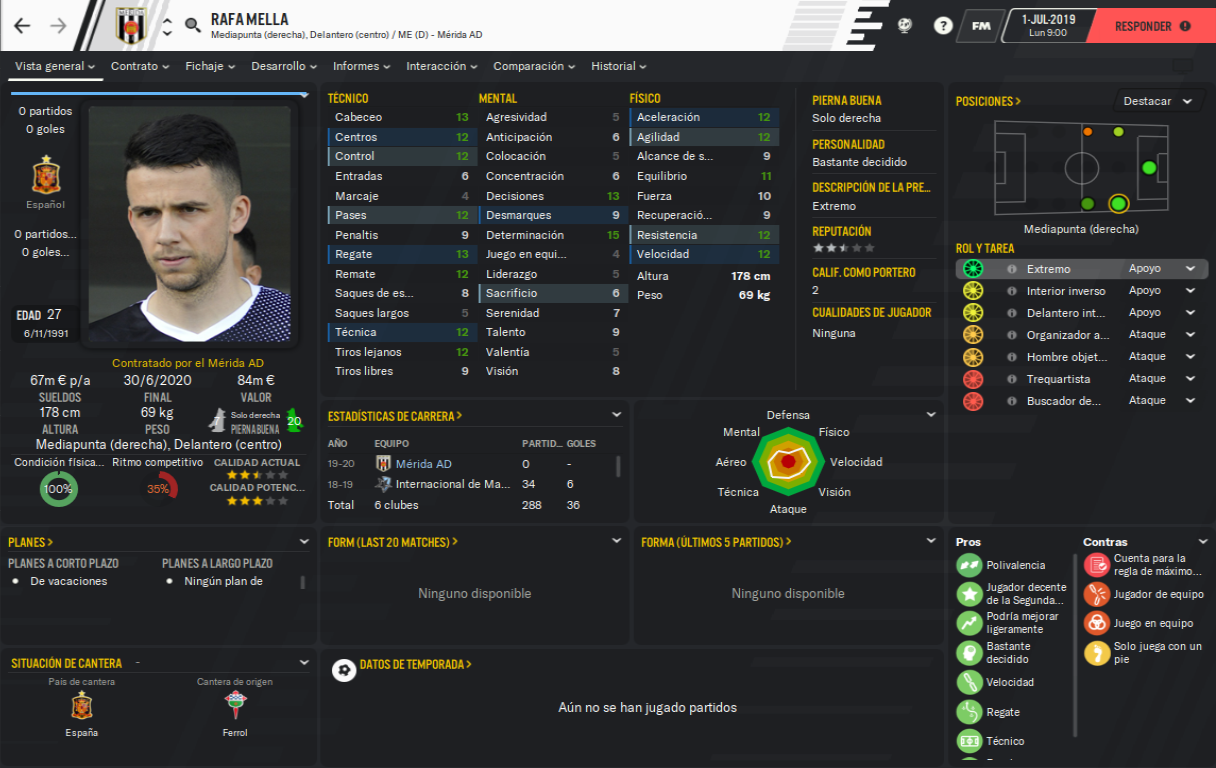 RAFA MELLA
Mediapunta (derecha), Delantero (centro) / ME (D) - Mérida AD
?
FM
1-JUL-2019
Lun 9:00
RESPONDER
Vista general
Contrato
Fichaje
Desarrollo
Informes
Interacción
Comparación
Historial
0 partidos
0 goles
Español
0 partidos...
0 goles...
EDAD 27
6/11/1991
Contratado por el Mérida AD
67m € p/a
SUELDOS
30/6/2020
FINAL
84m €
VALOR
178 cm
ALTURA
69 kg
PESO
7
Solo derecha
PIERNA BUENA
20
Mediapunta (derecha), Delantero (centro)
Condición física...
100%
Ritmo competitivo
35%
CALIDAD ACTUAL
CALIDAD POTENC...
TÉCNICO
Cabeceo 13
Centros 12
Control 12
Entradas 6
Marcaje 4
Pases 12
Penaltis 9
Regate 13
Remate 12
Saques de es... 8
Saques largos 5
Técnica 12
Tiros lejanos 12
Tiros libres 9
MENTAL
Agresividad 5
Anticipación 6
Colocación 5
Concentración 6
Decisiones 13
Desmarques 9
Determinación 15
Juego en equi... 4
Liderazgo 5
Sacrificio 6
Serenidad 7
Talento 9
Valentía 5
Visión 8
FÍSICO
Aceleración 12
Agilidad 12
Alcance de s... 9
Equilibrio 11
Fuerza 10
Recuperació... 9
Resistencia 12
Velocidad 12
Altura 178 cm
Peso 69 kg
PIERNA BUENA
Solo derecha
PERSONALIDAD
Bastante decidido
DESCRIPCIÓN DE LA PRE...
Extremo
REPUTACIÓN
CALIF. COMO PORTERO
2
CUALIDADES DE JUGADOR
Ninguna
POSICIONES >
Destacar
Mediapunta (derecha)
ROL Y TAREA
Extremo Apoyo
Interior inverso Apoyo
Delantero int... Apoyo
Organizador a... Ataque
Hombre objet... Ataque
Trequartista Ataque
Buscador de... Ataque
ESTADÍSTICAS DE CARRERA >
AÑO EQUIPO PARTID... GOLES
19-20 Mérida AD 0 -
18-19 Internacional de Ma... 34 6
Total 6 clubes 288 36
Defensa
Físico
Velocidad
Visión
Ataque
Técnica
Aéreo
Mental
PLANES >
PLANES A CORTO PLAZO
De vacaciones
PLANES A LARGO PLAZO
Ningún plan de
FORM (LAST 20 MATCHES) >
Ninguno disponible
FORMA (ÚLTIMOS 5 PARTIDOS) >
Ninguno disponible
Pros
Polivalencia
Jugador decente
de la Segunda...
Podría mejorar
ligeramente
Bastante
decidido
Velocidad
Regate
Técnico
Contras
Cuenta para la
regla de máximo...
Jugador de equipo
Juego en equipo
Solo juega con un
pie
SITUACIÓN DE CANTERA -
País de cantera
España
Cantera de origen
Ferrol
DATOS DE TEMPORADA >
Aún no se han jugado partidos